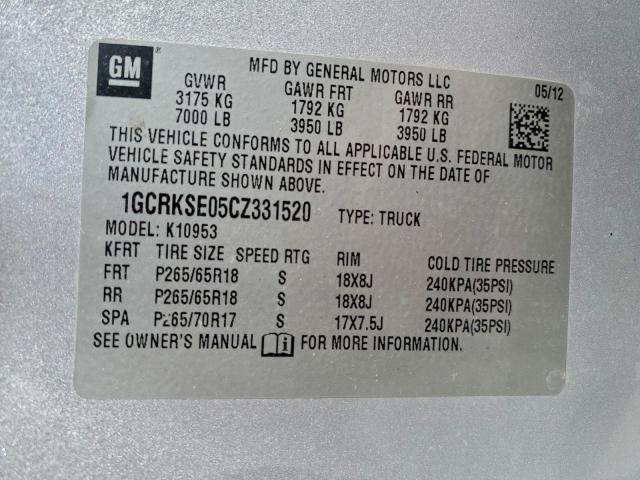 GM ® MFD BY GENERAL MOTORS LLC 05/12
GVWR GAWR FRT GAWR RR
3175 KG 1792 KG 1792 KG
7000 LB 3950 LB 3950 LB
THIS VEHICLE CONFORMS TO ALL APPLICABLE U.S. FEDERAL MOTOR
VEHICLE SAFETY STANDARDS IN EFFECT ON THE DATE OF
MANUFACTURE SHOWN ABOVE.
1GCRKSE05CZ331520 TYPE: TRUCK
MODEL: K10953
KFRT TIRE SIZE SPEED RTG RIM COLD TIRE PRESSURE
FRT P265/65R18 S 18X8J 240KPA(35PSI)
RR P265/65R18 S 18X8J 240KPA(35PSI)
SPA P265/70R17 S 17X7.5J 240KPA(35PSI)
SEE OWNER'S MANUAL i FOR MORE INFORMATION.